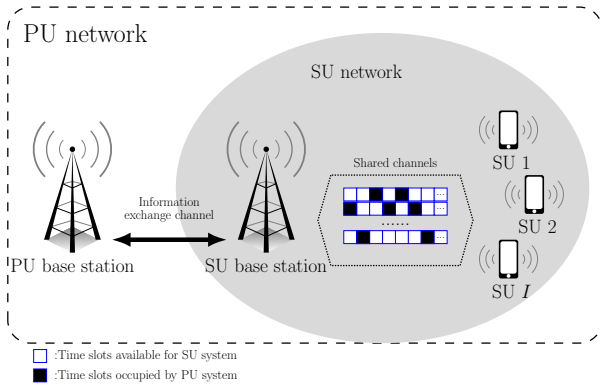 PU network
SU network
SU 1
Shared channels
Information
exchange channel
...
SU 2
...
......
...
PU base station
SU base station
SU I
:Time slots available for SU system
:Time slots occupied by PU system